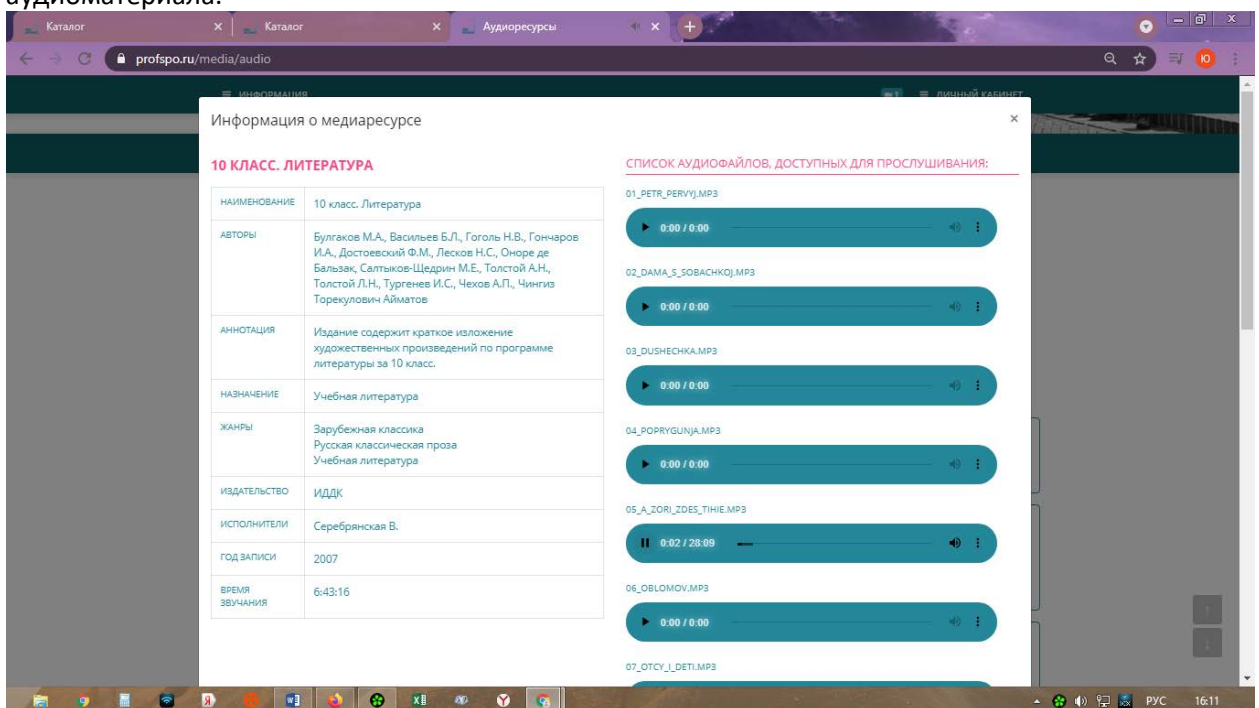 аудиоматериала.
Каталог
Каталог
Аудиоресурсы
profspo.ru/media/audio
Ю
ИНФОРМАЦИЯ
ЛИЧНЫЙ КАБИНЕТ
Информация о медиаресурсе
10 КЛАСС. ЛИТЕРАТУРА
НАИМЕНОВАНИЕ
10 класс. Литература
АВТОРЫ
Булгаков М.А., Васильев Б.Л., Гоголь Н.В., Гончаров
И.А., Достоевский Ф.М., Лесков Н.С., Оноре де
Бальзак, Салтыков-Щедрин М.Е., Толстой А.Н.,
Толстой Л.Н., Тургенев И.С., Чехов А.П., Чингиз
Торекулович Айматов
АННОТАЦИЯ
Издание содержит краткое изложение
художественных произведений по программе
литературы за 10 класс.
НАЗНАЧЕНИЕ
Учебная литература
ЖАНРЫ
Зарубежная классика
Русская классическая проза
Учебная литература
ИЗДАТЕЛЬСТВО
ИДДК
ИСПОЛНИТЕЛИ
Серебрянская В.
ГОД ЗАПИСИ
2007
ВРЕМЯ
ЗВУЧАНИЯ
6:43:16
СПИСОК АУДИОФАЙЛОВ, ДОСТУПНЫХ ДЛЯ ПРОСЛУШИВАНИЯ:
01_PETR_PERVYJ.MP3
0:00 / 0:00
02_DAMA_S_SOBACHKOJ.MP3
0:00 / 0:00
03_DUSHECHKA.MP3
0:00 / 0:00
04_POPRYGUNJA.MP3
0:00 / 0:00
05_A_ZORI_ZDES_TIHIE.MP3
0:02 / 28:09
06_OBLOMOV.MP3
0:00 / 0:00
07_OTCY_I_DETI.MP3
РУС
16:11